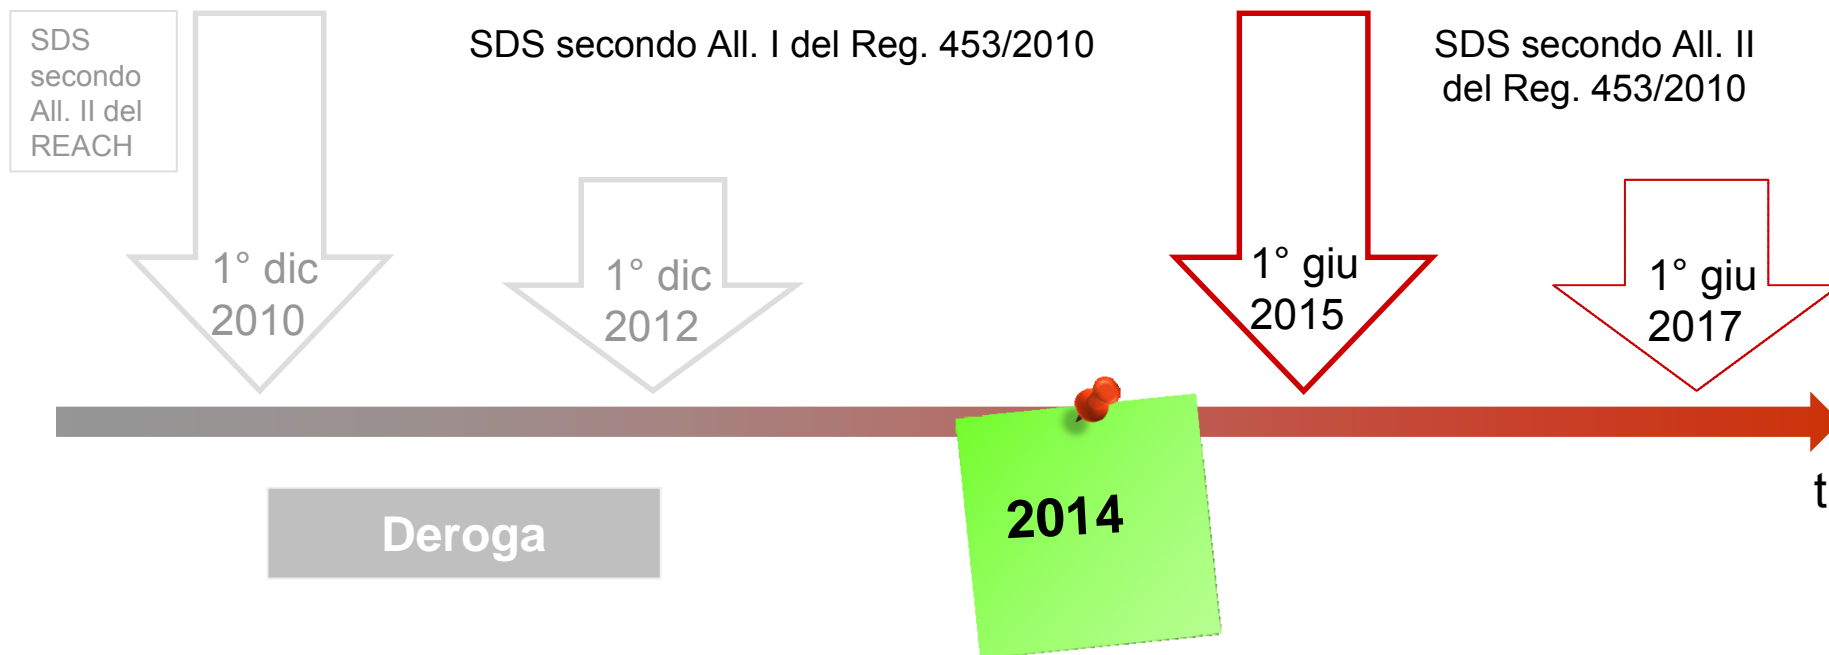 SDS
secondo
All. II del
REACH
SDS secondo All. I del Reg. 453/2010
SDS secondo All. II
del Reg. 453/2010
1° dic
2010
1° dic
2012
1° giu
2015
1° giu
2017
t
Deroga
2014